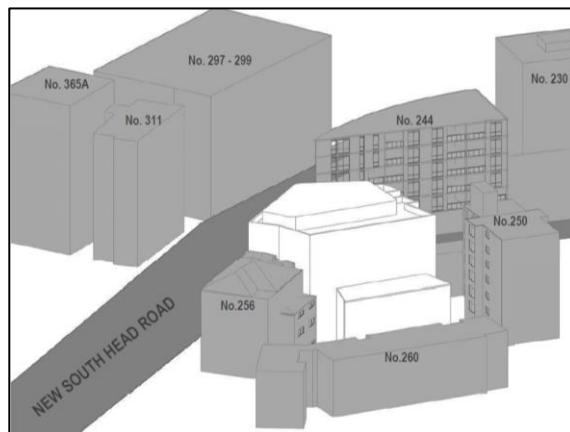 No. 297 - 299
No. 365A
No. 230
No. 311
No. 244
No.250
No.256
NEW SOUTH HEAD ROAD
No.260